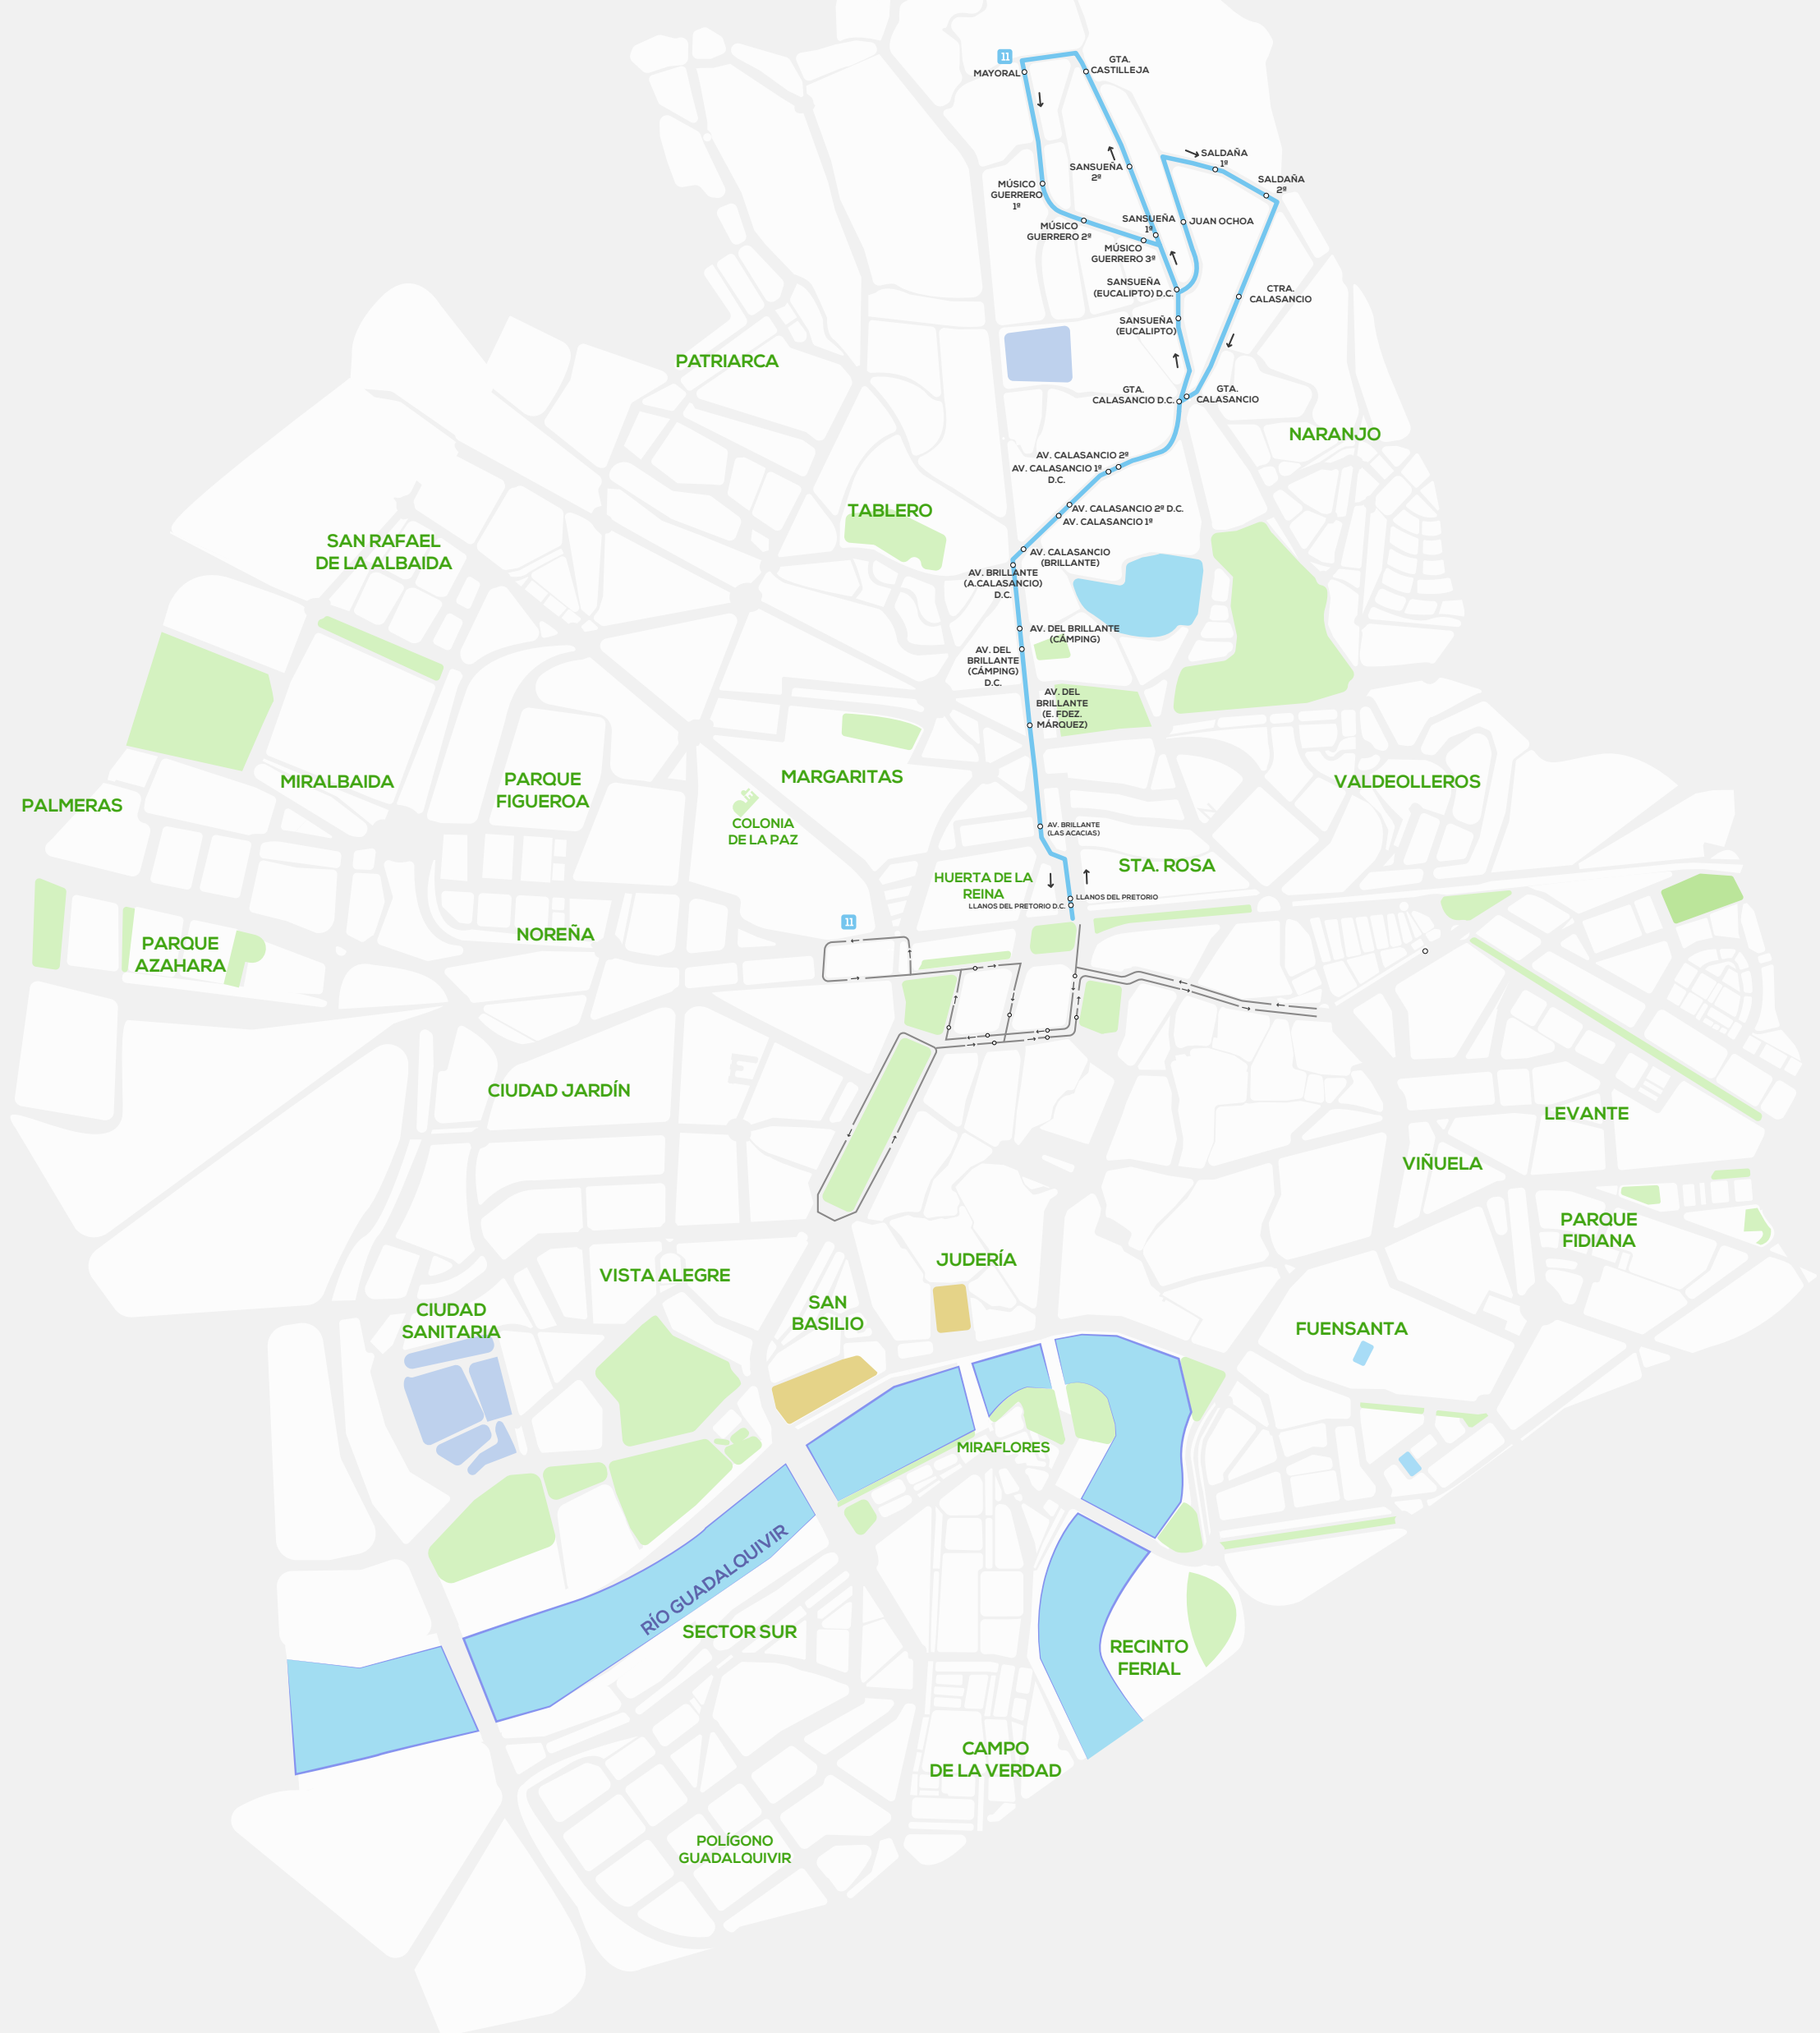 11
MAYORAL
GTA.
CASTILLEJA
SANSUEÑA
2ª
SALDAÑA
1ª
SALDAÑA
2ª
MÚSICO
GUERRERO
1ª
MÚSICO
GUERRERO 2ª
SANSUEÑA
1ª
JUAN OCHOA
MÚSICO
GUERRERO 3ª
SANSUEÑA
(EUCALIPTO) D.C.
CTRA.
CALASANCIO
SANSUEÑA
(EUCALIPTO)
PATRIARCA
GTA.
CALASANCIO D.C.
GTA.
CALASANCIO
NARANJO
AV. CALASANCIO 2ª
AV. CALASANCIO 1ª
D.C.
TABLERO
AV. CALASANCIO 2ª D.C.
AV. CALASANCIO 1ª
SAN RAFAEL
DE LA ALBAIDA
AV. CALASANCIO
(BRILLANTE)
AV. BRILLANTE
(A.CALASANCIO)
D.C.
AV. DEL BRILLANTE
(CÁMPING)
AV. DEL
BRILLANTE
(CÁMPING)
D.C.
AV. DEL
BRILLANTE
(E. FDEZ.
MÁRQUEZ)
MARGARITAS
MIRALBAIDA
PARQUE
FIGUEROA
VALDEOLLEROS
PALMERAS
COLONIA
DE LA PAZ
AV. BRILLANTE
(LAS ACACIAS)
STA. ROSA
HUERTA DE LA
REINA
LLANOS DEL PRETORIO
LLANOS DEL PRETORIO D.C.
11
NOREÑA
PARQUE
AZAHARA
CIUDAD JARDÍN
LEVANTE
VIÑUELA
PARQUE
FIDIANA
JUDERÍA
VISTA ALEGRE
SAN
BASILIO
CIUDAD
SANITARIA
FUENSANTA
MIRAFLORES
RÍO GUADALQUIVIR
SECTOR SUR
RECINTO
FERIAL
CAMPO
DE LA VERDAD
POLÍGONO
GUADALQUIVIR